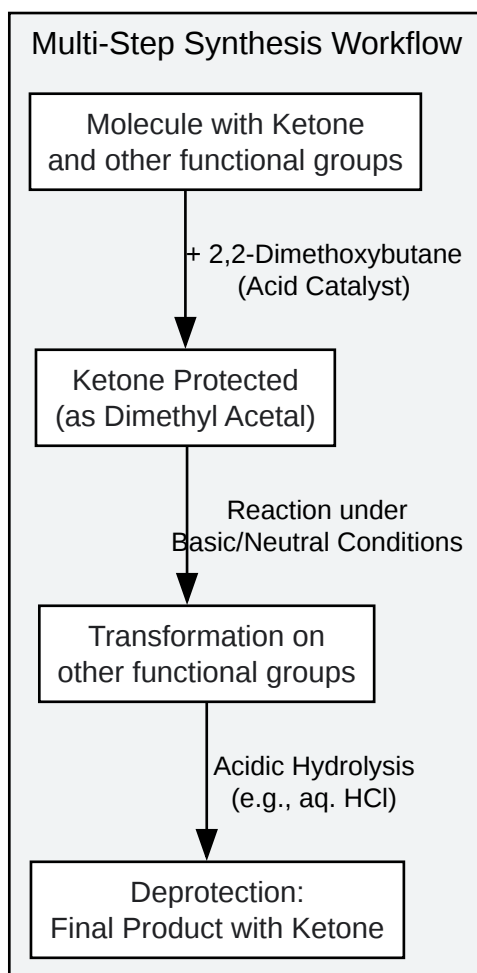 Multi-Step Synthesis Workflow
Molecule with Ketone
and other functional groups
+ 2,2-Dimethoxybutane
(Acid Catalyst)
Ketone Protected
(as Dimethyl Acetal)
Reaction under
Basic/Neutral Conditions
Transformation on
other functional groups
Acidic Hydrolysis
(e.g., aq. HCl)
Deprotection:
Final Product with Ketone